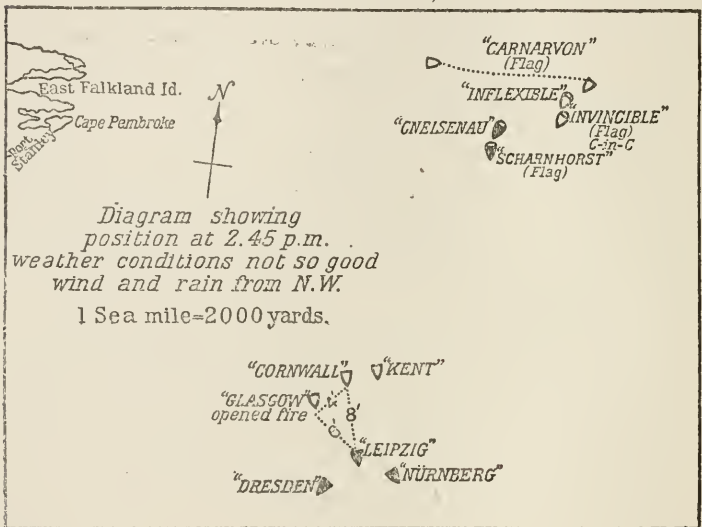 "CARNARVON"
(Flag)
East Falkland Id.
N
"INFLEXIBLE"
Cape Pembroke
"INVINCIBLE"
(Flag)
C-in-C
"GNEISENAU"
Port
Stanley
"SCHARNHORST"
(Flag)
Diagram showing
position at 2.45 p.m.
weather conditions not so good
wind and rain from N.W.
1 Sea mile=2000 yards.
"CORNWALL"
"KENT"
"GLASGOW"
opened fire
8'
"LEIPZIG"
"NÜRNBERG"
"DRESDEN"